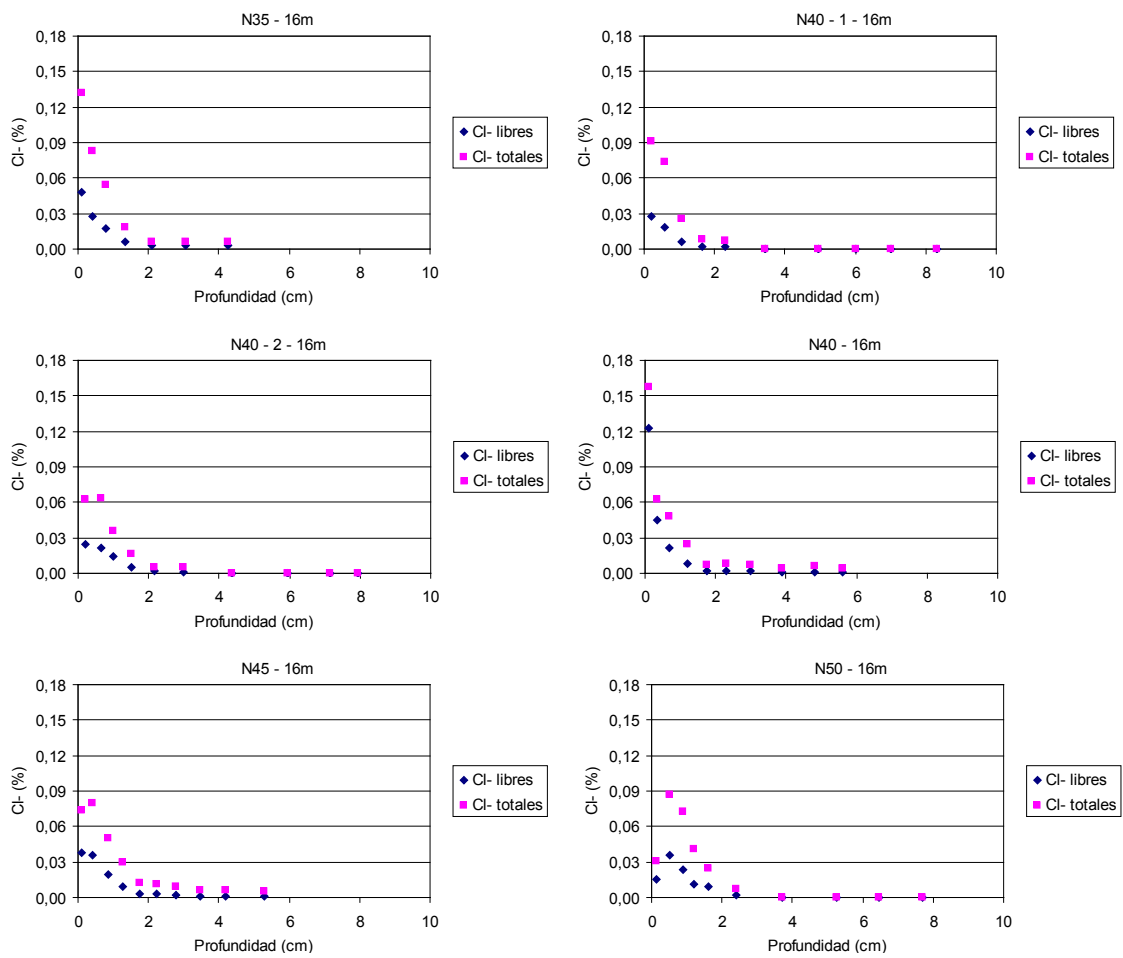 N35 - 16m
0,18
0,15
0,12
0,09
0,06
0,03
0,00
Cl- (%)
0 2 4 6 8 10
Profundidad (cm)
Cl- libres
Cl- totales
N40 - 1 - 16m
0,18
0,15
0,12
0,09
0,06
0,03
0,00
Cl- (%)
0 2 4 6 8 10
Profundidad (cm)
Cl- libres
Cl- totales
N40 - 2 - 16m
0,18
0,15
0,12
0,09
0,06
0,03
0,00
Cl- (%)
0 2 4 6 8 10
Profundidad (cm)
Cl- libres
Cl- totales
N40 - 16m
0,18
0,15
0,12
0,09
0,06
0,03
0,00
Cl- (%)
0 2 4 6 8 10
Profundidad (cm)
Cl- libres
Cl- totales
N45 - 16m
0,18
0,15
0,12
0,09
0,06
0,03
0,00
Cl- (%)
0 2 4 6 8 10
Profundidad (cm)
Cl- libres
Cl- totales
N50 - 16m
0,18
0,15
0,12
0,09
0,06
0,03
0,00
Cl- (%)
0 2 4 6 8 10
Profundidad (cm)
Cl- libres
Cl- totales